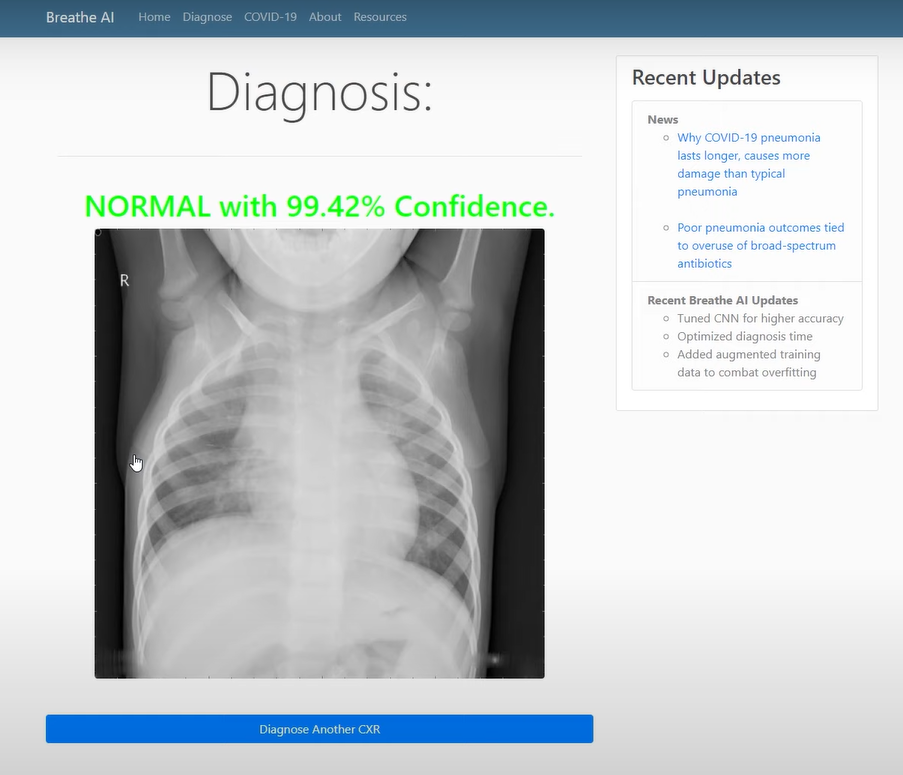 Breathe AI Home Diagnose COVID-19 About Resources
Diagnosis:
NORMAL with 99.42% Confidence.
R
Diagnose Another CXR
Recent Updates
News
Why COVID-19 pneumonia
lasts longer, causes more
damage than typical
pneumonia
Poor pneumonia outcomes tied
to overuse of broad-spectrum
antibiotics
Recent Breathe AI Updates
Tuned CNN for higher accuracy
Optimized diagnosis time
Added augmented training
data to combat overfitting